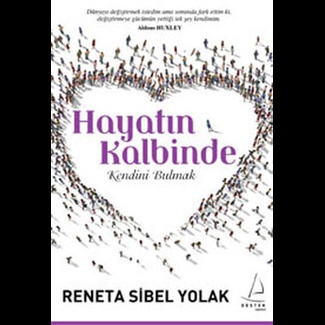 Dünyayı değiştirmek istedim ama sonunda fark ettim ki,
değiştirmeye gücümün yettiği tek şey kendimim.
Aldous HUXLEY
Hayatın
Kalbinde
Kendini Bulmak
RENETA SİBEL YOLAK
DESTEK